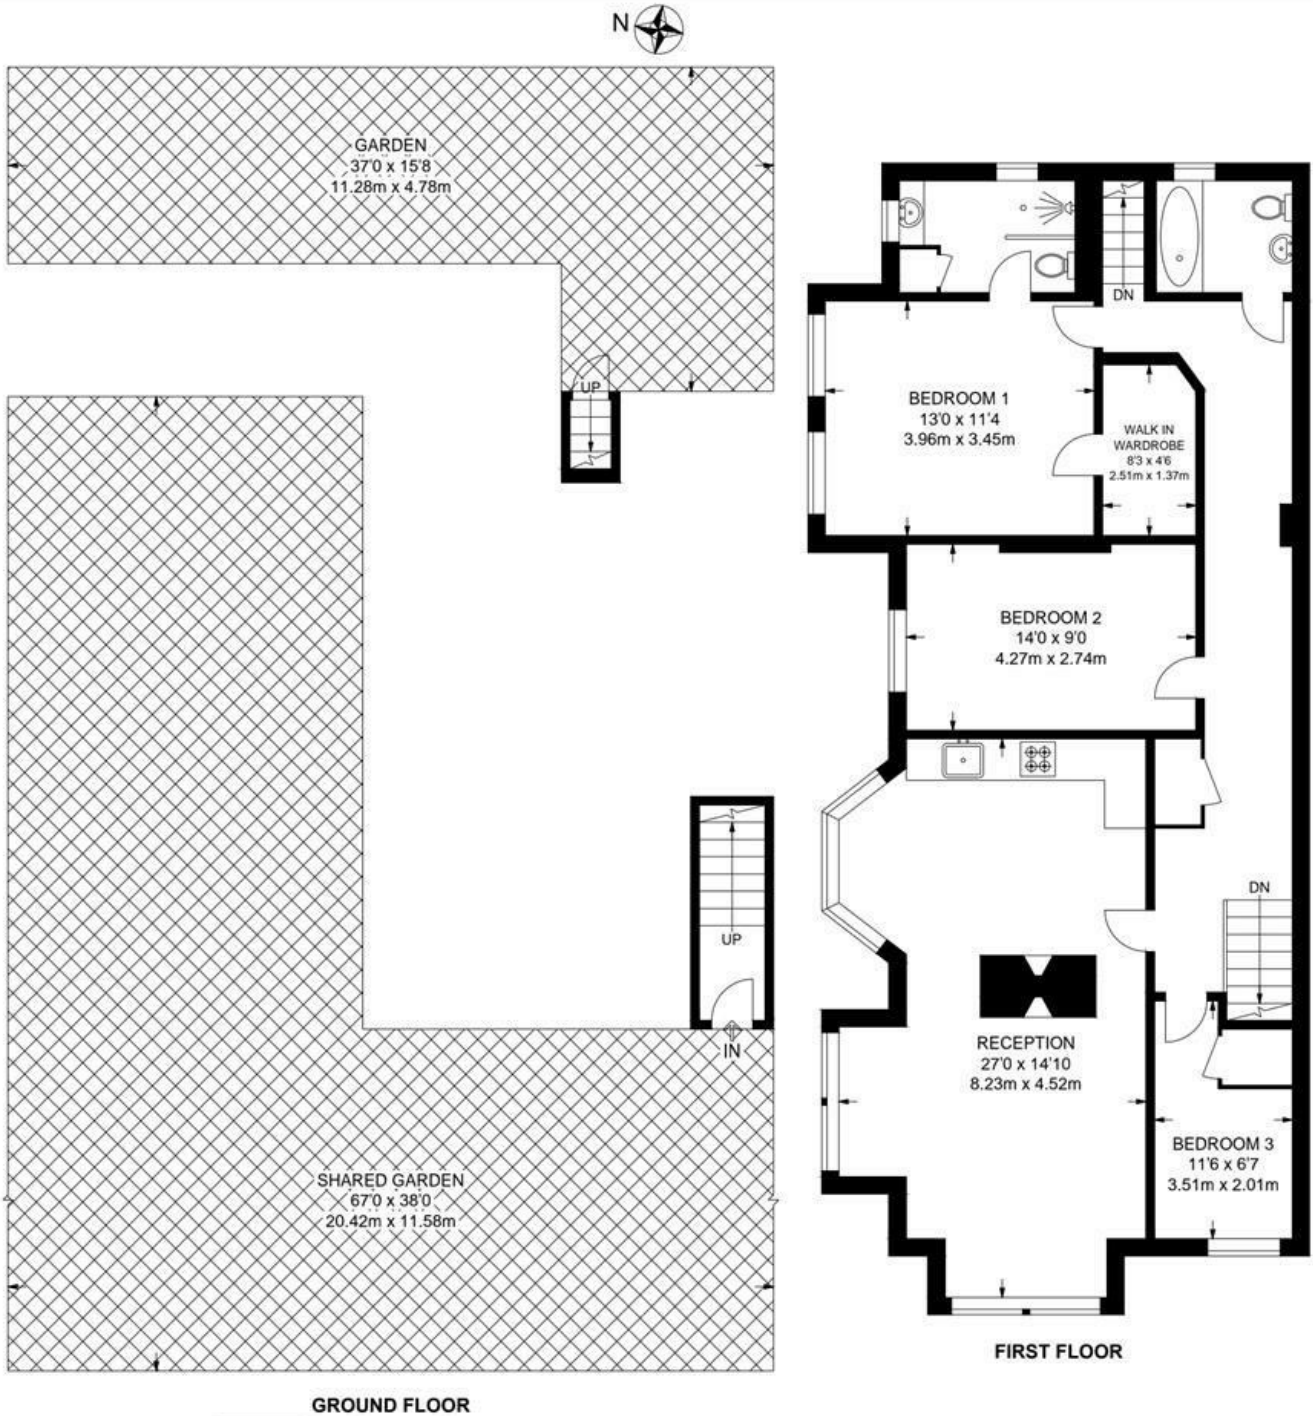 N
GARDEN
37'0 x 15'8
11.28m x 4.78m
UP
UP
IN
SHARED GARDEN
67'0 x 38'0
20.42m x 11.58m
GROUND FLOOR
DN
BEDROOM 1
13'0 x 11'4
3.96m x 3.45m
WALK IN
WARDROBE
8'3 x 4'6
2.51m x 1.37m
BEDROOM 2
14'0 x 9'0
4.27m x 2.74m
DN
RECEPTION
27'0 x 14'10
8.23m x 4.52m
BEDROOM 3
11'6 x 6'7
3.51m x 2.01m
FIRST FLOOR